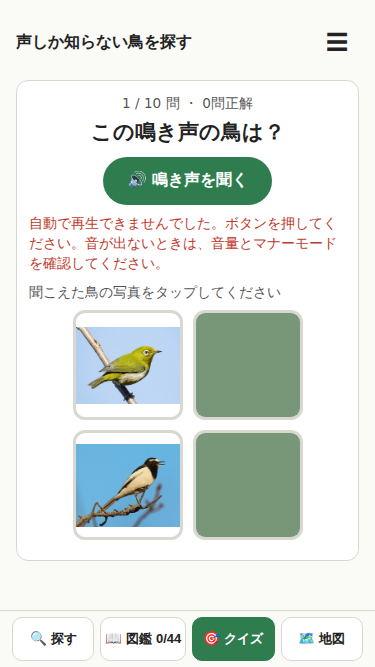 声しか知らない鳥を探す
1 / 10 問 ・ 0問正解
この鳴き声の鳥は？
🔊 鳴き声を聞く
自動で再生できませんでした。ボタンを押してく
ださい。音が出ないときは、音量とマナーモード
を確認してください。
聞こえた鳥の写真をタップしてください
🔍 探す
📖 図鑑 0/44
🎯 クイズ
🗺️ 地図